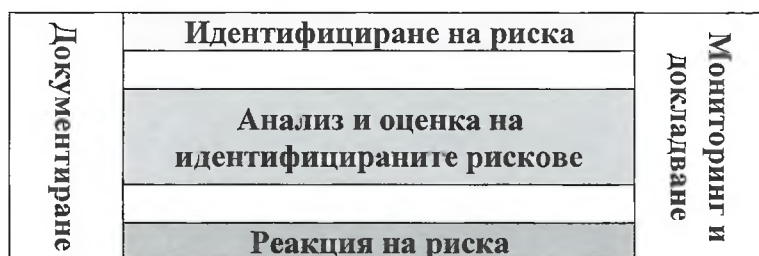 Документиране
Идентифициране на риска
Анализ и оценка на
идентифицираните рискове
Реакция на риска
Мониторинг и
докладване